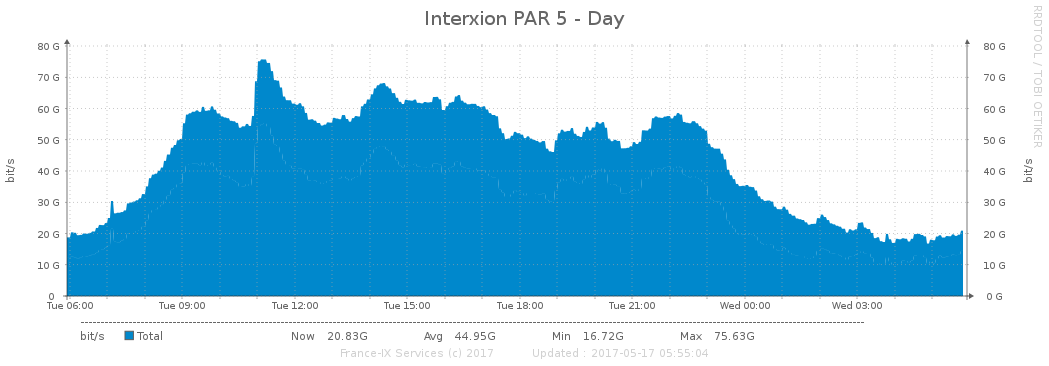 Interxion PAR 5 - Day
RRDTOOL / TOBI OETIKER
bit/s
80 G
70 G
60 G
50 G
40 G
30 G
20 G
10 G
0
80 G
70 G
60 G
50 G
40 G
30 G
20 G
10 G
0 G
bit/s
Tue 06:00 Tue 09:00 Tue 12:00 Tue 15:00 Tue 18:00 Tue 21:00 Wed 00:00 Wed 03:00
bit/s Total Now 20.83G Avg 44.95G Min 16.72G Max 75.63G
France-IX Services (c) 2017 Updated : 2017-05-17 05:55:04